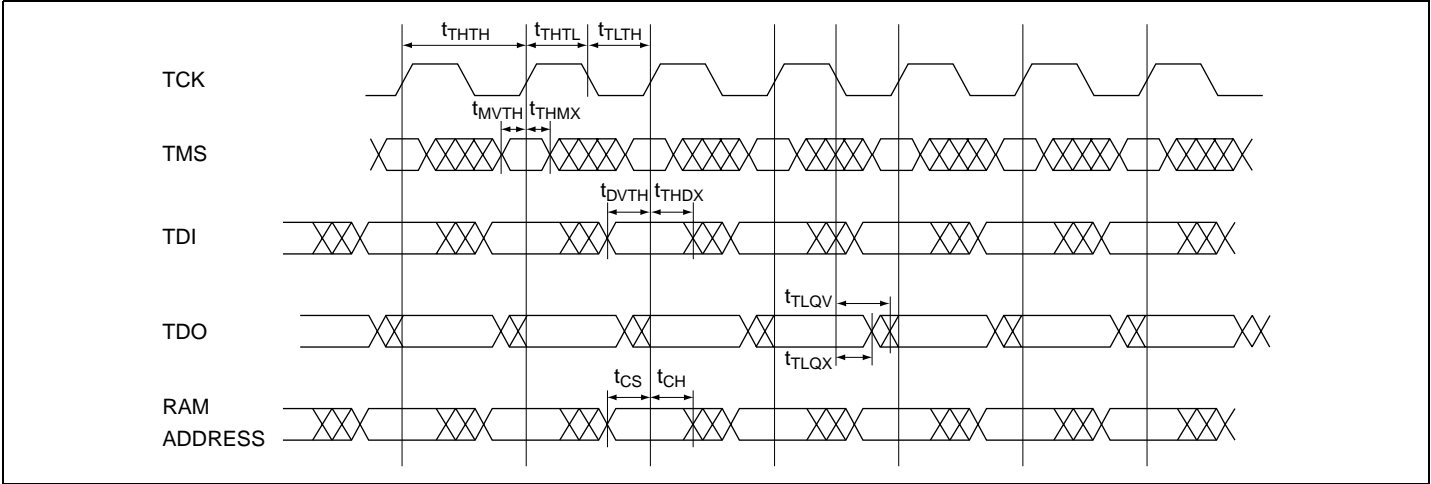 tTHTH tTHTL tTLTH
TCK
tMVTH tTHMX
TMS
tDVTH tTHDX
TDI
tTLQV
TDO
tTLQX
tCS tCH
RAM
ADDRESS